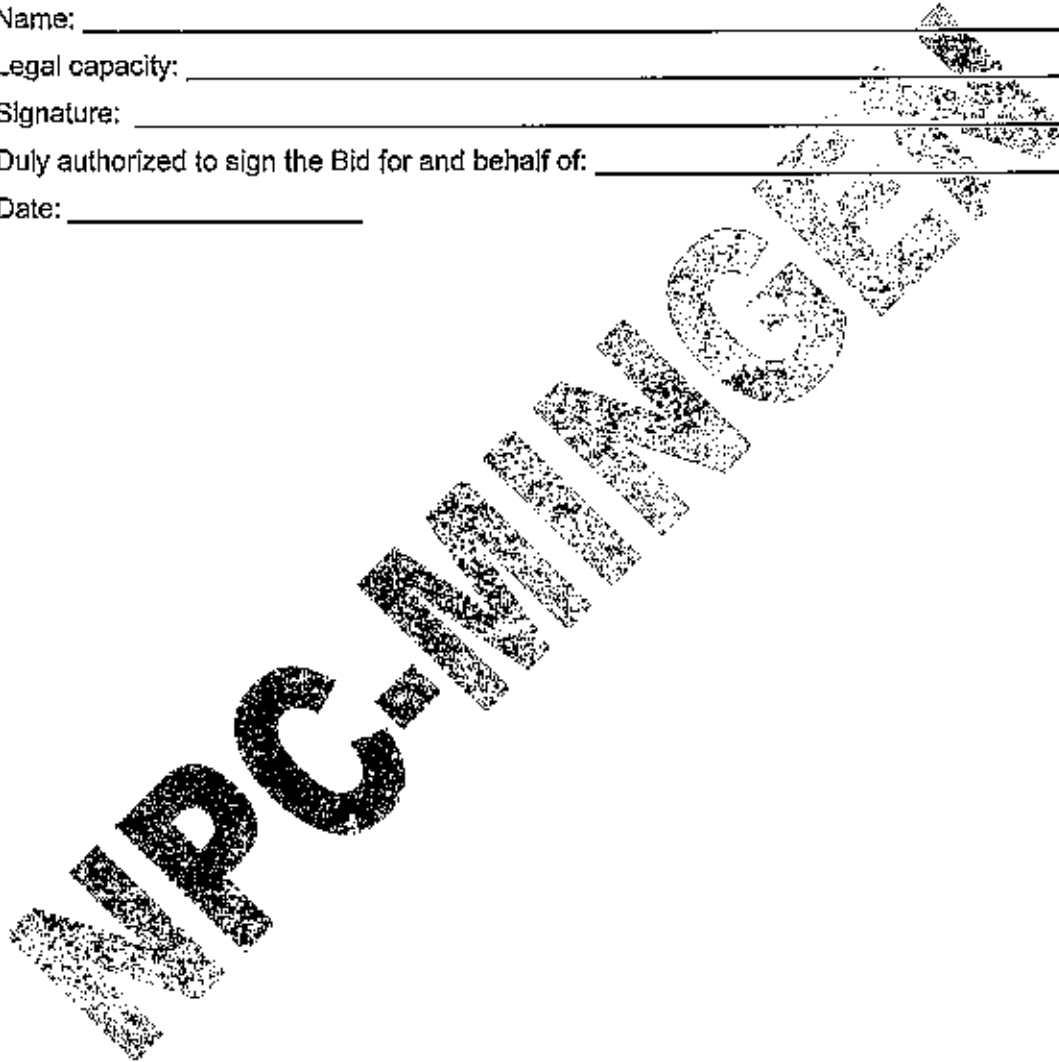 Name: 
Legal capacity: 
Signature: 
Duly authorized to sign the Bid for and behalf of: 
Date: 
NPC-MINGEN